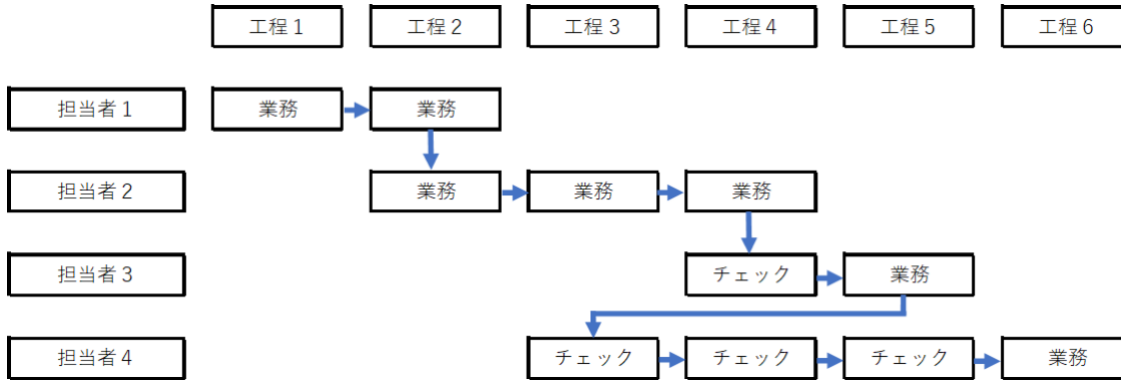 工程1 工程2 工程3 工程4 工程5 工程6
担当者1 業務 業務
担当者2 業務 業務 業務
担当者3 チェック 業務
担当者4 チェック チェック チェック 業務